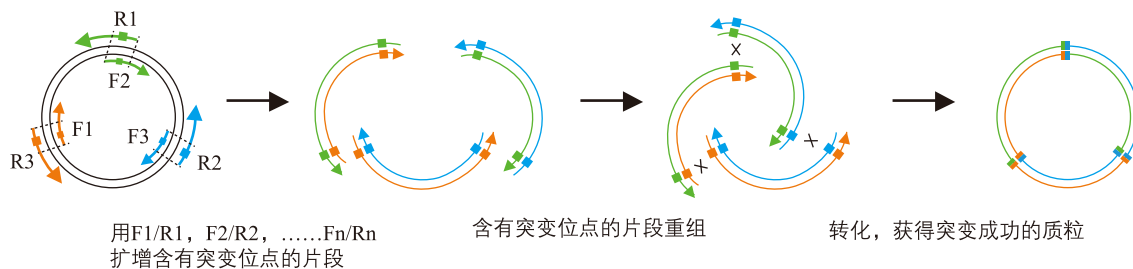 R1
F2
F1
F3
R3
R2
用F1/R1，F2/R2，……Fn/Rn
扩增含有突变位点的片段
X
X
X
含有突变位点的片段重组
转化，获得突变成功的质粒